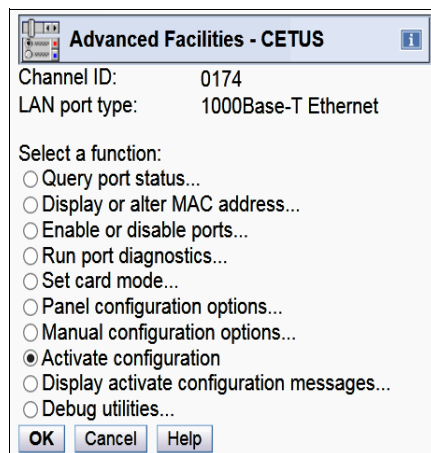 Advanced Facilities - CETUS i
Channel ID: 0174
LAN port type: 1000Base-T Ethernet
Select a function:
Query port status...
Display or alter MAC address...
Enable or disable ports...
Run port diagnostics...
Set card mode...
Panel configuration options...
Manual configuration options...
Activate configuration
Display activate configuration messages...
Debug utilities...
OK Cancel Help